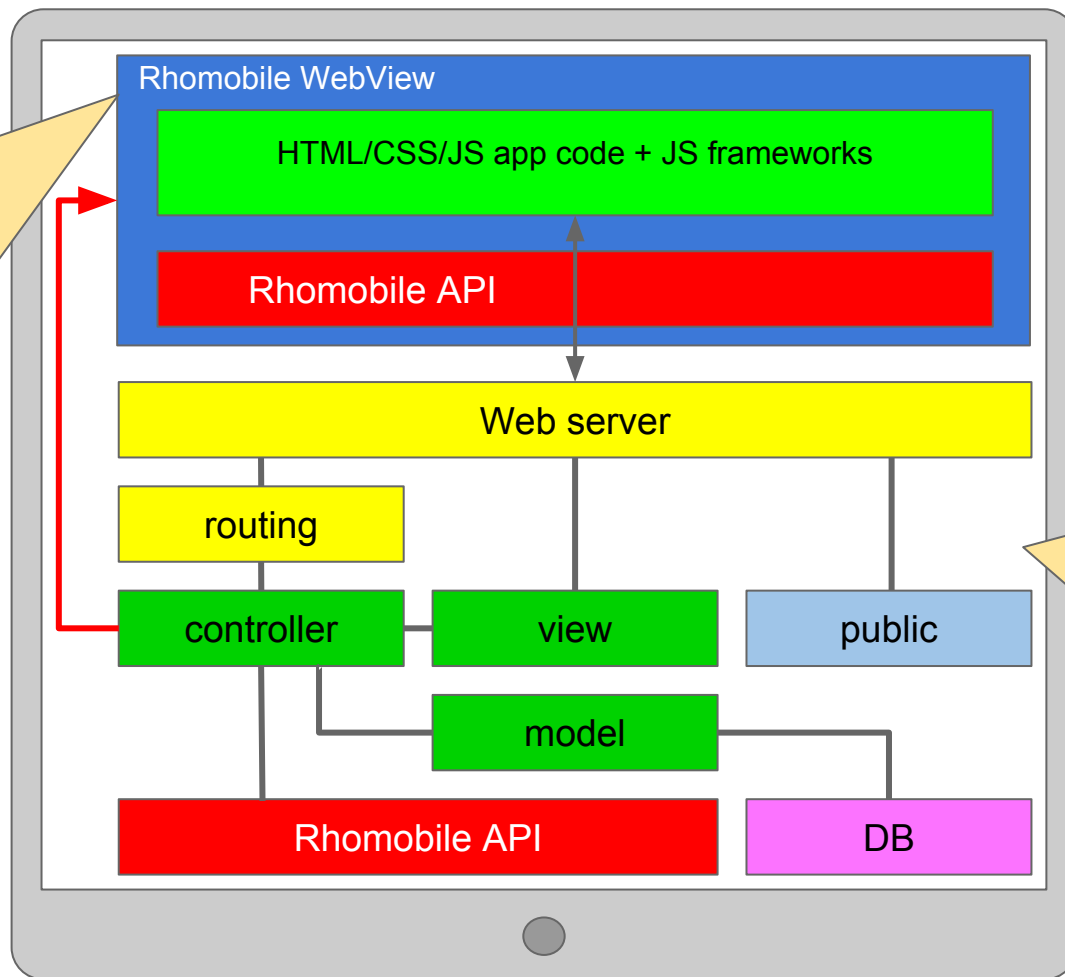 Rhomobile WebView
HTML/CSS/JS app code + JS frameworks
Rhomobile API
Web server
routing
controller
view
public
model
Rhomobile API
DB